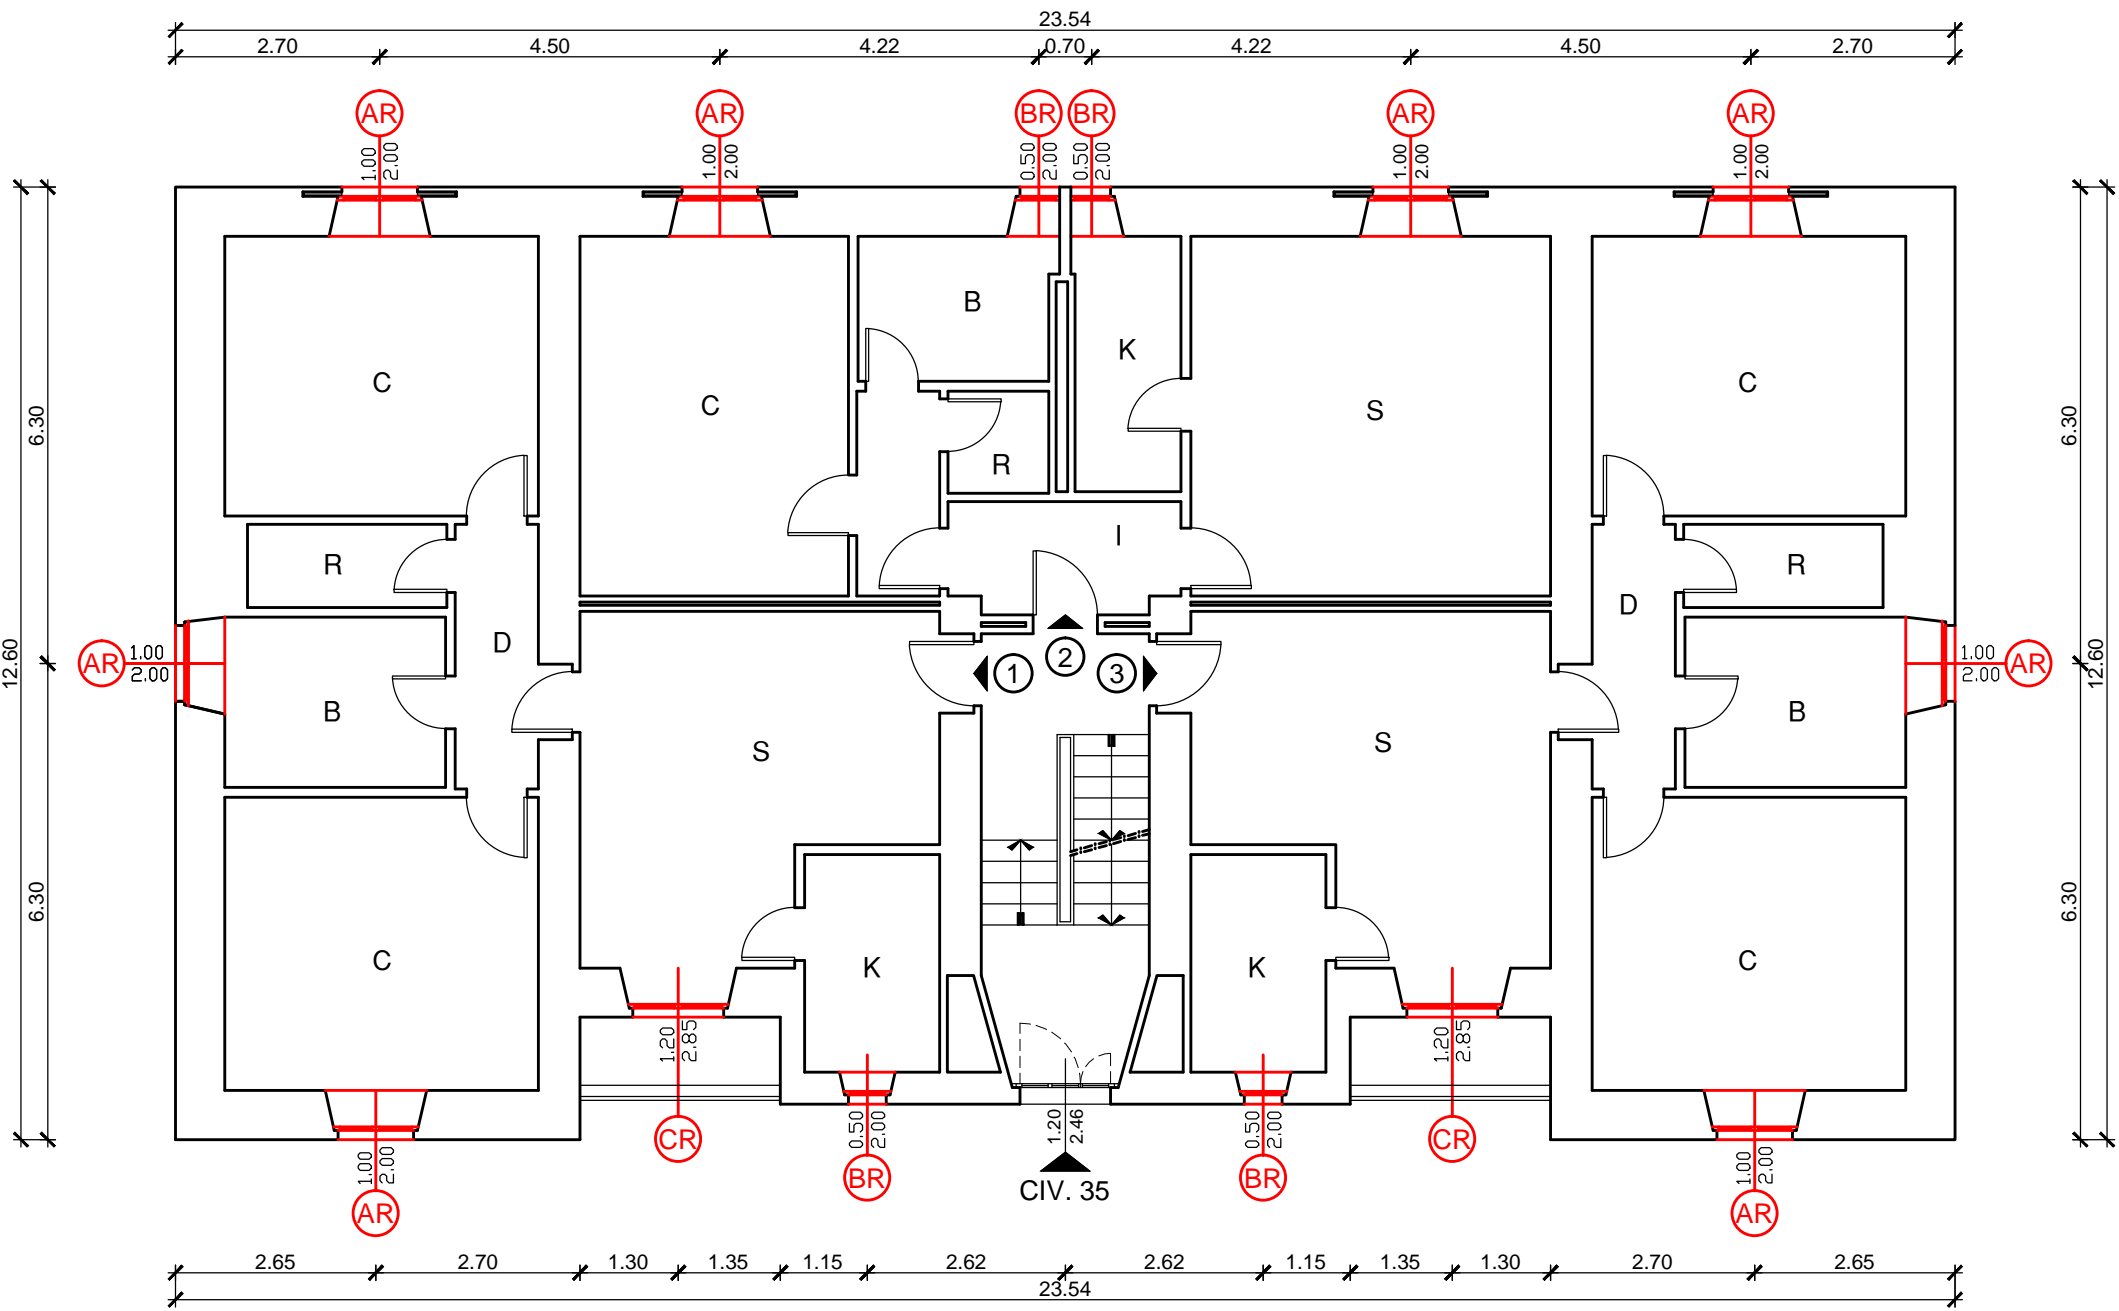 23.54
2.70 4.50 4.22 0.70 4.22 4.50 2.70
AR AR BR BR AR AR
1.00 2.00 1.00 2.00 0.50 2.00 0.50 2.00 1.00 2.00 1.00 2.00
B
K
C C S C
6.30 6.30
R
I
R R
D D
12.60 12.60
AR 1.00 2.00 1 2 3 1.00 2.00 AR
B B
S S
6.30 6.30
C K K C
1.20 2.85 1.20 2.85
0.50 2.00 1.20 2.46 0.50 2.00
CR CR
1.00 2.00 1.00 2.00
BR BR
CIV. 35
AR AR
2.65 2.70 1.30 1.35 1.15 2.62 2.62 1.15 1.35 1.30 2.70 2.65
23.54